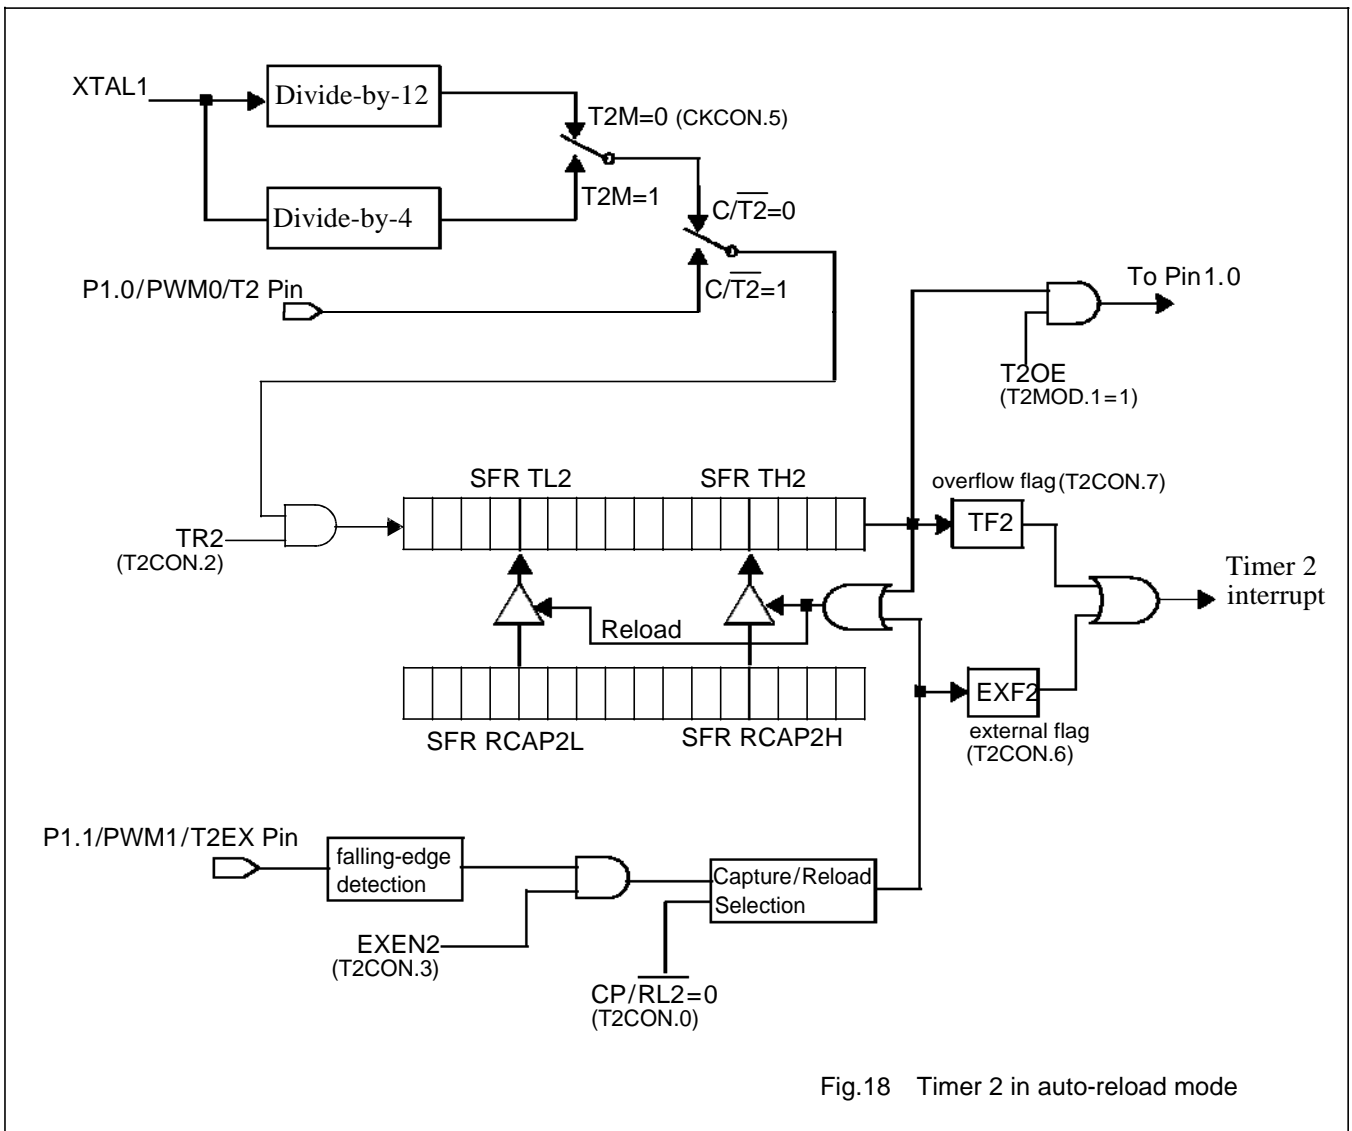 XTAL1
Divide-by-12
T2M=0 (CKCON.5)
Divide-by-4
T2M=1
C/T2=0
P1.0/PWM0/T2 Pin
C/T2=1
To Pin1.0
T2OE
(T2MOD.1=1)
SFR TL2
SFR TH2
overflow flag(T2CON.7)
TR2
(T2CON.2)
TF2
Timer 2
interrupt
Reload
EXF2
SFR RCAP2L
SFR RCAP2H
external flag
(T2CON.6)
P1.1/PWM1/T2EX Pin
falling-edge
detection
Capture/Reload
Selection
EXEN2
(T2CON.3)
CP/RL2=0
(T2CON.0)
Fig.18 Timer 2 in auto-reload mode